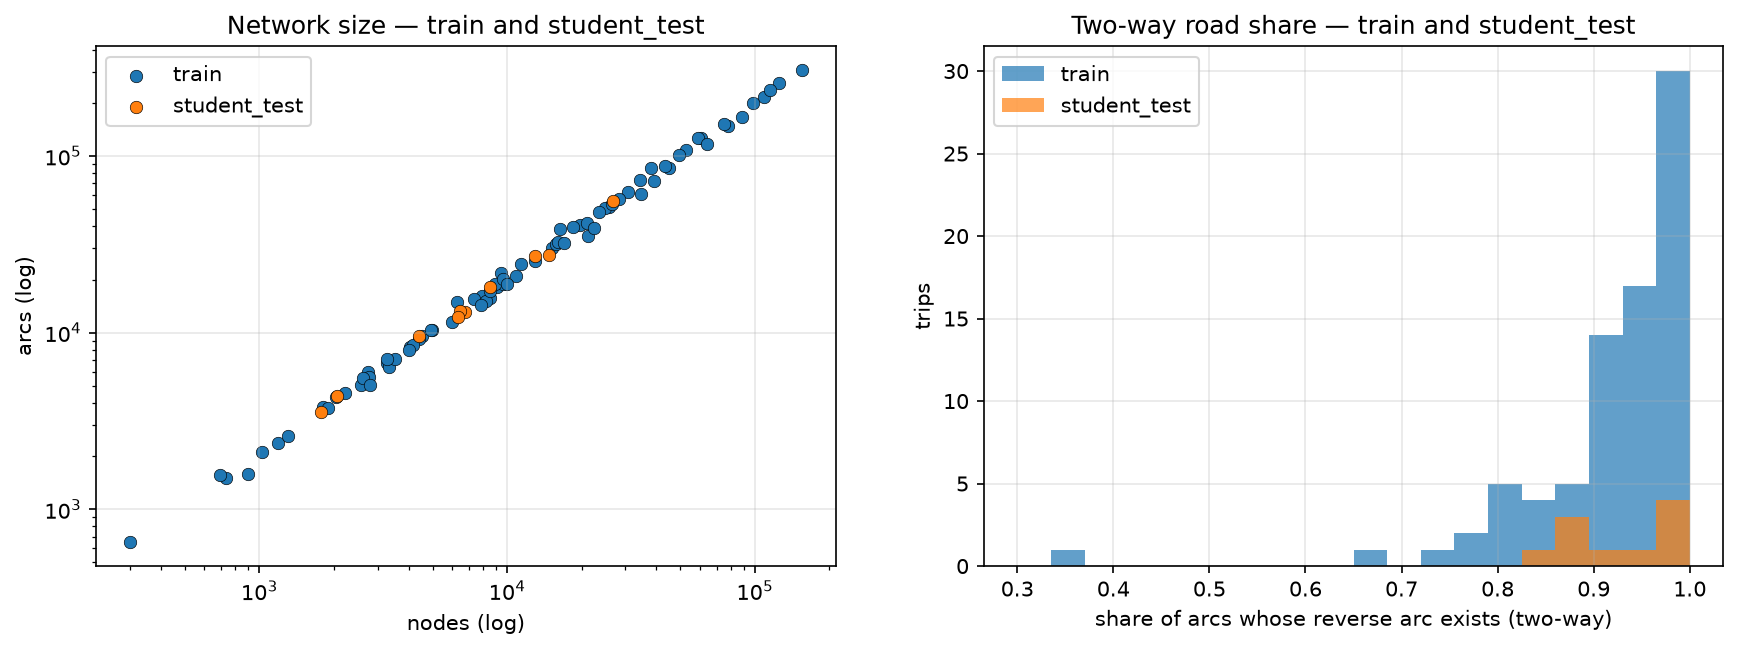 Network size — train and student_test
train
student_test
arcs (log)
10^5
10^4
10^3
10^3
10^4
10^5
nodes (log)
Two-way road share — train and student_test
train
student_test
trips
30
25
20
15
10
5
0
0.3
0.4
0.5
0.6
0.7
0.8
0.9
1.0
share of arcs whose reverse arc exists (two-way)